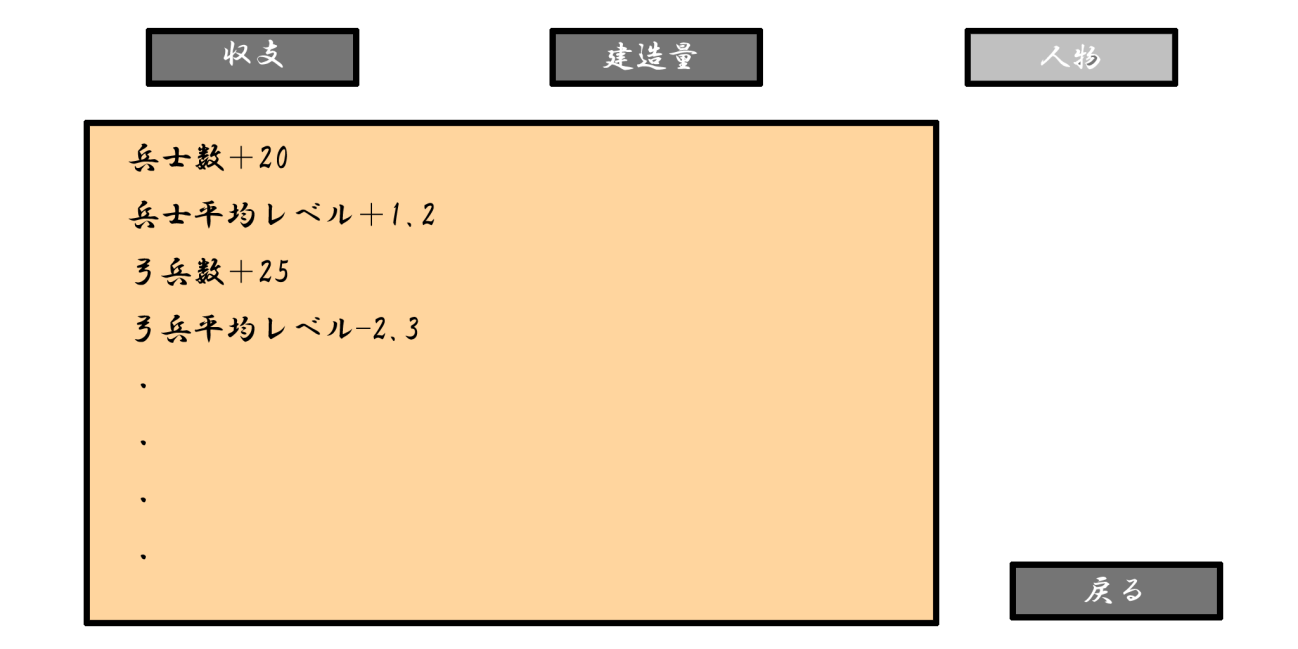 収支
建造量
人物
兵士数＋20
兵士平均レベル＋1.2
弓兵数＋25
弓兵平均レベル-2.3
・
・
・
・
戻る